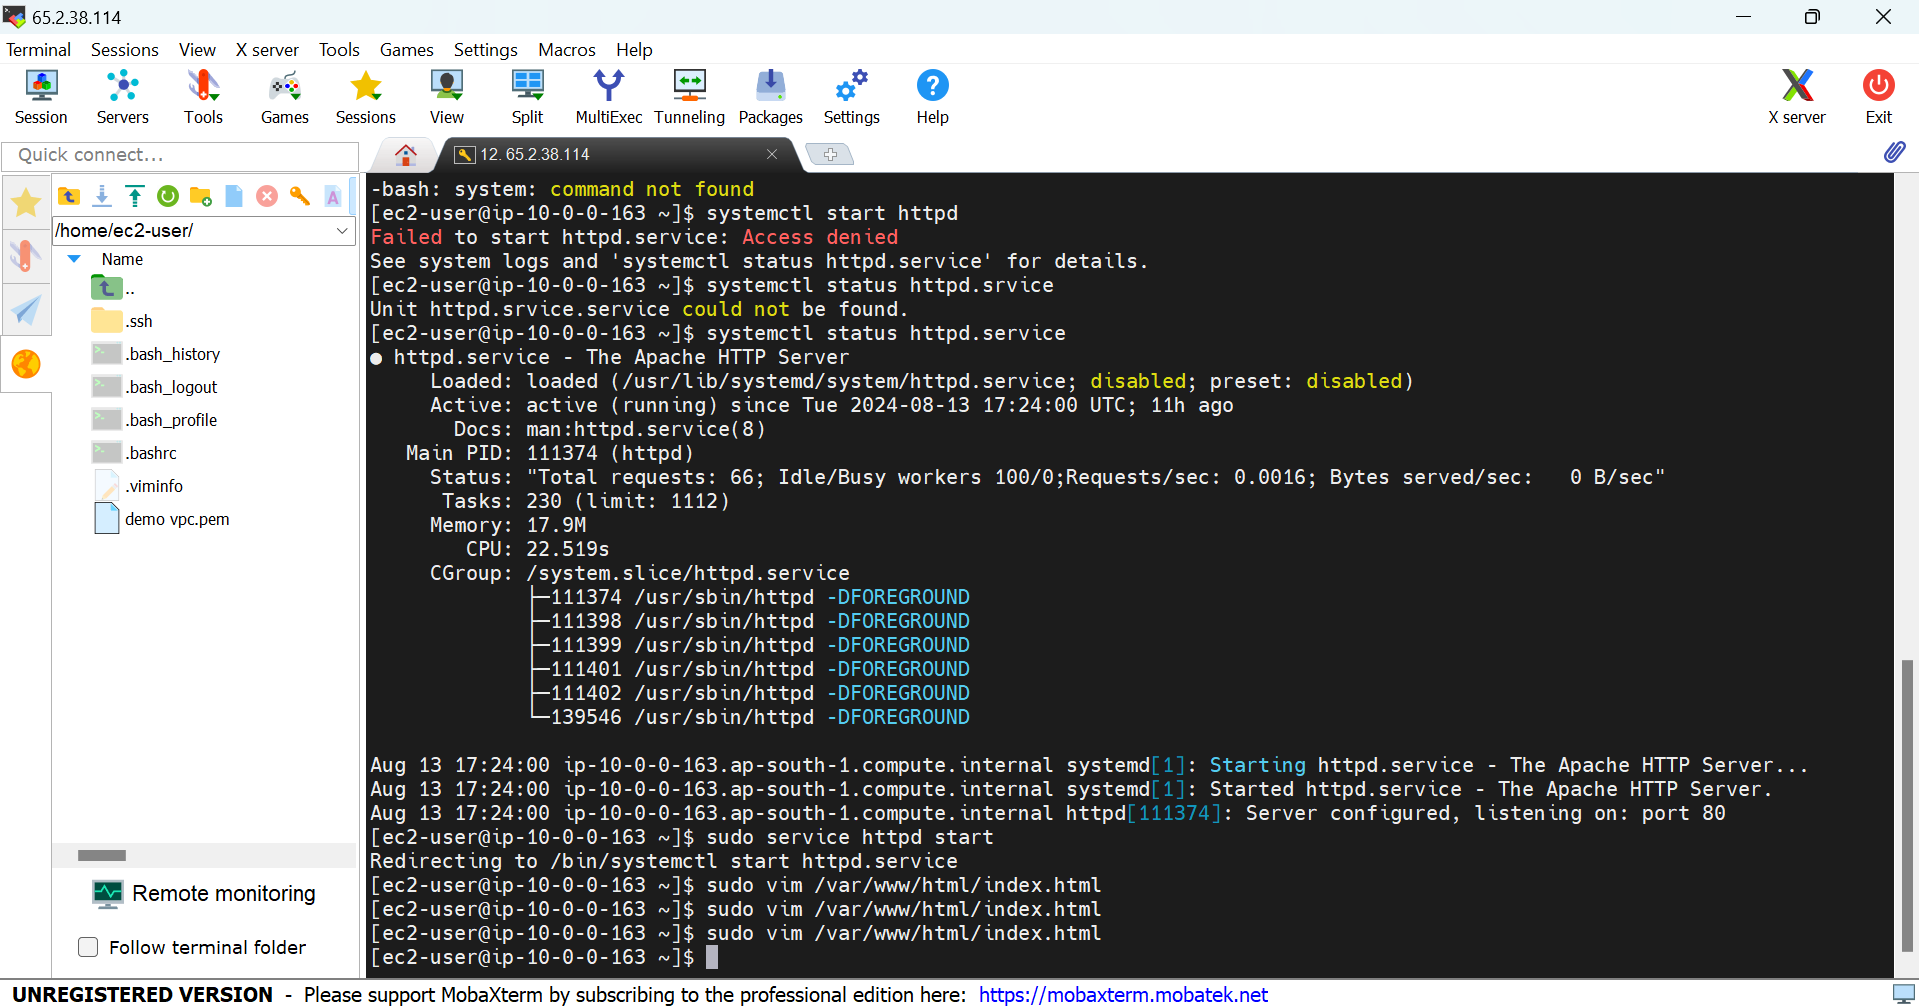 65.2.38.114
Terminal Sessions View X server Tools Games Settings Macros Help
Session Servers Tools Games Sessions View Split MultiExec Tunneling Packages Settings Help X server Exit
Quick connect...
12. 65.2.38.114
/home/ec2-user/
Name
..
.ssh
.bash_history
.bash_logout
.bash_profile
.bashrc
.viminfo
demo vpc.pem
Remote monitoring
Follow terminal folder
-bash: system: command not found
[ec2-user@ip-10-0-0-163 ~]$ systemctl start httpd
Failed to start httpd.service: Access denied
See system logs and 'systemctl status httpd.service' for details.
[ec2-user@ip-10-0-0-163 ~]$ systemctl status httpd.srvice
Unit httpd.srvice.service could not be found.
[ec2-user@ip-10-0-0-163 ~]$ systemctl status httpd.service
● httpd.service - The Apache HTTP Server
Loaded: loaded (/usr/lib/systemd/system/httpd.service; disabled; preset: disabled)
Active: active (running) since Tue 2024-08-13 17:24:00 UTC; 11h ago
Docs: man:httpd.service(8)
Main PID: 111374 (httpd)
Status: "Total requests: 66; Idle/Busy workers 100/0;Requests/sec: 0.0016; Bytes served/sec:   0 B/sec"
Tasks: 230 (limit: 1112)
Memory: 17.9M
CPU: 22.519s
CGroup: /system.slice/httpd.service
├─111374 /usr/sbin/httpd -DFOREGROUND
├─111398 /usr/sbin/httpd -DFOREGROUND
├─111399 /usr/sbin/httpd -DFOREGROUND
├─111401 /usr/sbin/httpd -DFOREGROUND
├─111402 /usr/sbin/httpd -DFOREGROUND
└─139546 /usr/sbin/httpd -DFOREGROUND
Aug 13 17:24:00 ip-10-0-0-163.ap-south-1.compute.internal systemd[1]: Starting httpd.service - The Apache HTTP Server...
Aug 13 17:24:00 ip-10-0-0-163.ap-south-1.compute.internal systemd[1]: Started httpd.service - The Apache HTTP Server.
Aug 13 17:24:00 ip-10-0-0-163.ap-south-1.compute.internal httpd[111374]: Server configured, listening on: port 80
[ec2-user@ip-10-0-0-163 ~]$ sudo service httpd start
Redirecting to /bin/systemctl start httpd.service
[ec2-user@ip-10-0-0-163 ~]$ sudo vim /var/www/html/index.html
[ec2-user@ip-10-0-0-163 ~]$ sudo vim /var/www/html/index.html
[ec2-user@ip-10-0-0-163 ~]$ sudo vim /var/www/html/index.html
[ec2-user@ip-10-0-0-163 ~]$
UNREGISTERED VERSION - Please support MobaXterm by subscribing to the professional edition here: https://mobaxterm.mobatek.net